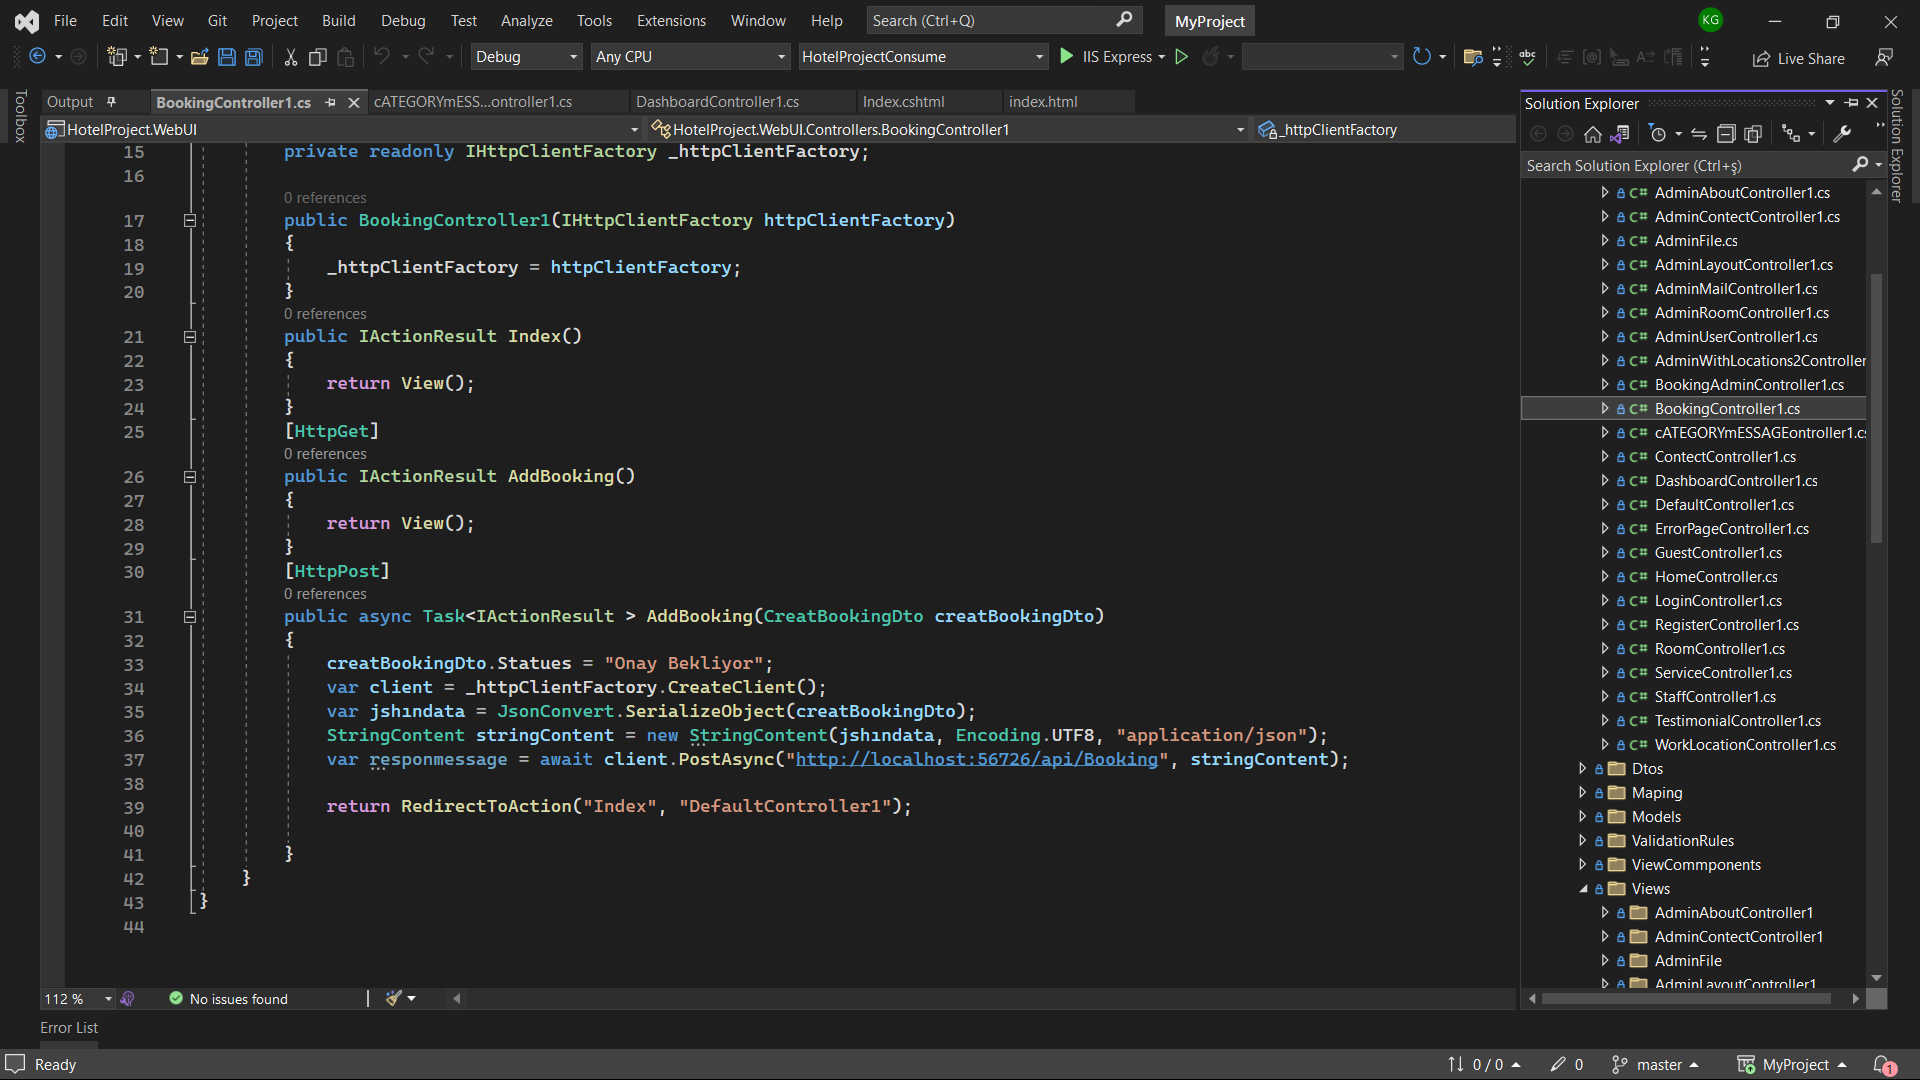 File Edit View Git Project Build Debug Test Analyze Tools Extensions Window Help Search (Ctrl+Q) MyProject KG
Debug Any CPU HotelProjectConsume IIS Express abc Live Share
Toolbox
Output BookingController1.cs cATEGORYmESS...ontroller1.cs DashboardController1.cs Index.cshtml index.html
HotelProject.WebUI HotelProject.WebUI.Controllers.BookingController1 _httpClientFactory
15 private readonly IHttpClientFactory _httpClientFactory;
16
0 references
17 public BookingController1(IHttpClientFactory httpClientFactory)
18 {
19 _httpClientFactory = httpClientFactory;
20 }
0 references
21 public IActionResult Index()
22 {
23 return View();
24 }
25 [HttpGet]
0 references
26 public IActionResult AddBooking()
27 {
28 return View();
29 }
30 [HttpPost]
0 references
31 public async Task<IActionResult > AddBooking(CreatBookingDto creatBookingDto)
32 {
33 creatBookingDto.Statues = "Onay Bekliyor";
34 var client = _httpClientFactory.CreateClient();
35 var jshındata = JsonConvert.SerializeObject(creatBookingDto);
36 StringContent stringContent = new StringContent(jshındata, Encoding.UTF8, "application/json");
37 var responmessage = await client.PostAsync("http://localhost:56726/api/Booking", stringContent);
38
39 return RedirectToAction("Index", "DefaultController1");
40
41 }
42 }
43 }
44
112 % No issues found
Error List
Solution Explorer
Search Solution Explorer (Ctrl+ş)
C# AdminAboutController1.cs
C# AdminContectController1.cs
C# AdminFile.cs
C# AdminLayoutController1.cs
C# AdminMailController1.cs
C# AdminRoomController1.cs
C# AdminUserController1.cs
C# AdminWithLocations2Controller
C# BookingAdminController1.cs
C# BookingController1.cs
C# cATEGORYmESSAGEontroller1.cs
C# ContectController1.cs
C# DashboardController1.cs
C# DefaultController1.cs
C# ErrorPageController1.cs
C# GuestController1.cs
C# HomeController.cs
C# LoginController1.cs
C# RegisterController1.cs
C# RoomController1.cs
C# ServiceController1.cs
C# StaffController1.cs
C# TestimonialController1.cs
C# WorkLocationController1.cs
Dtos
Maping
Models
ValidationRules
ViewCommponents
Views
AdminAboutController1
AdminContectController1
AdminFile
AdminLayoutController1
Solution Explorer
Ready 0 / 0 0 master MyProject 1